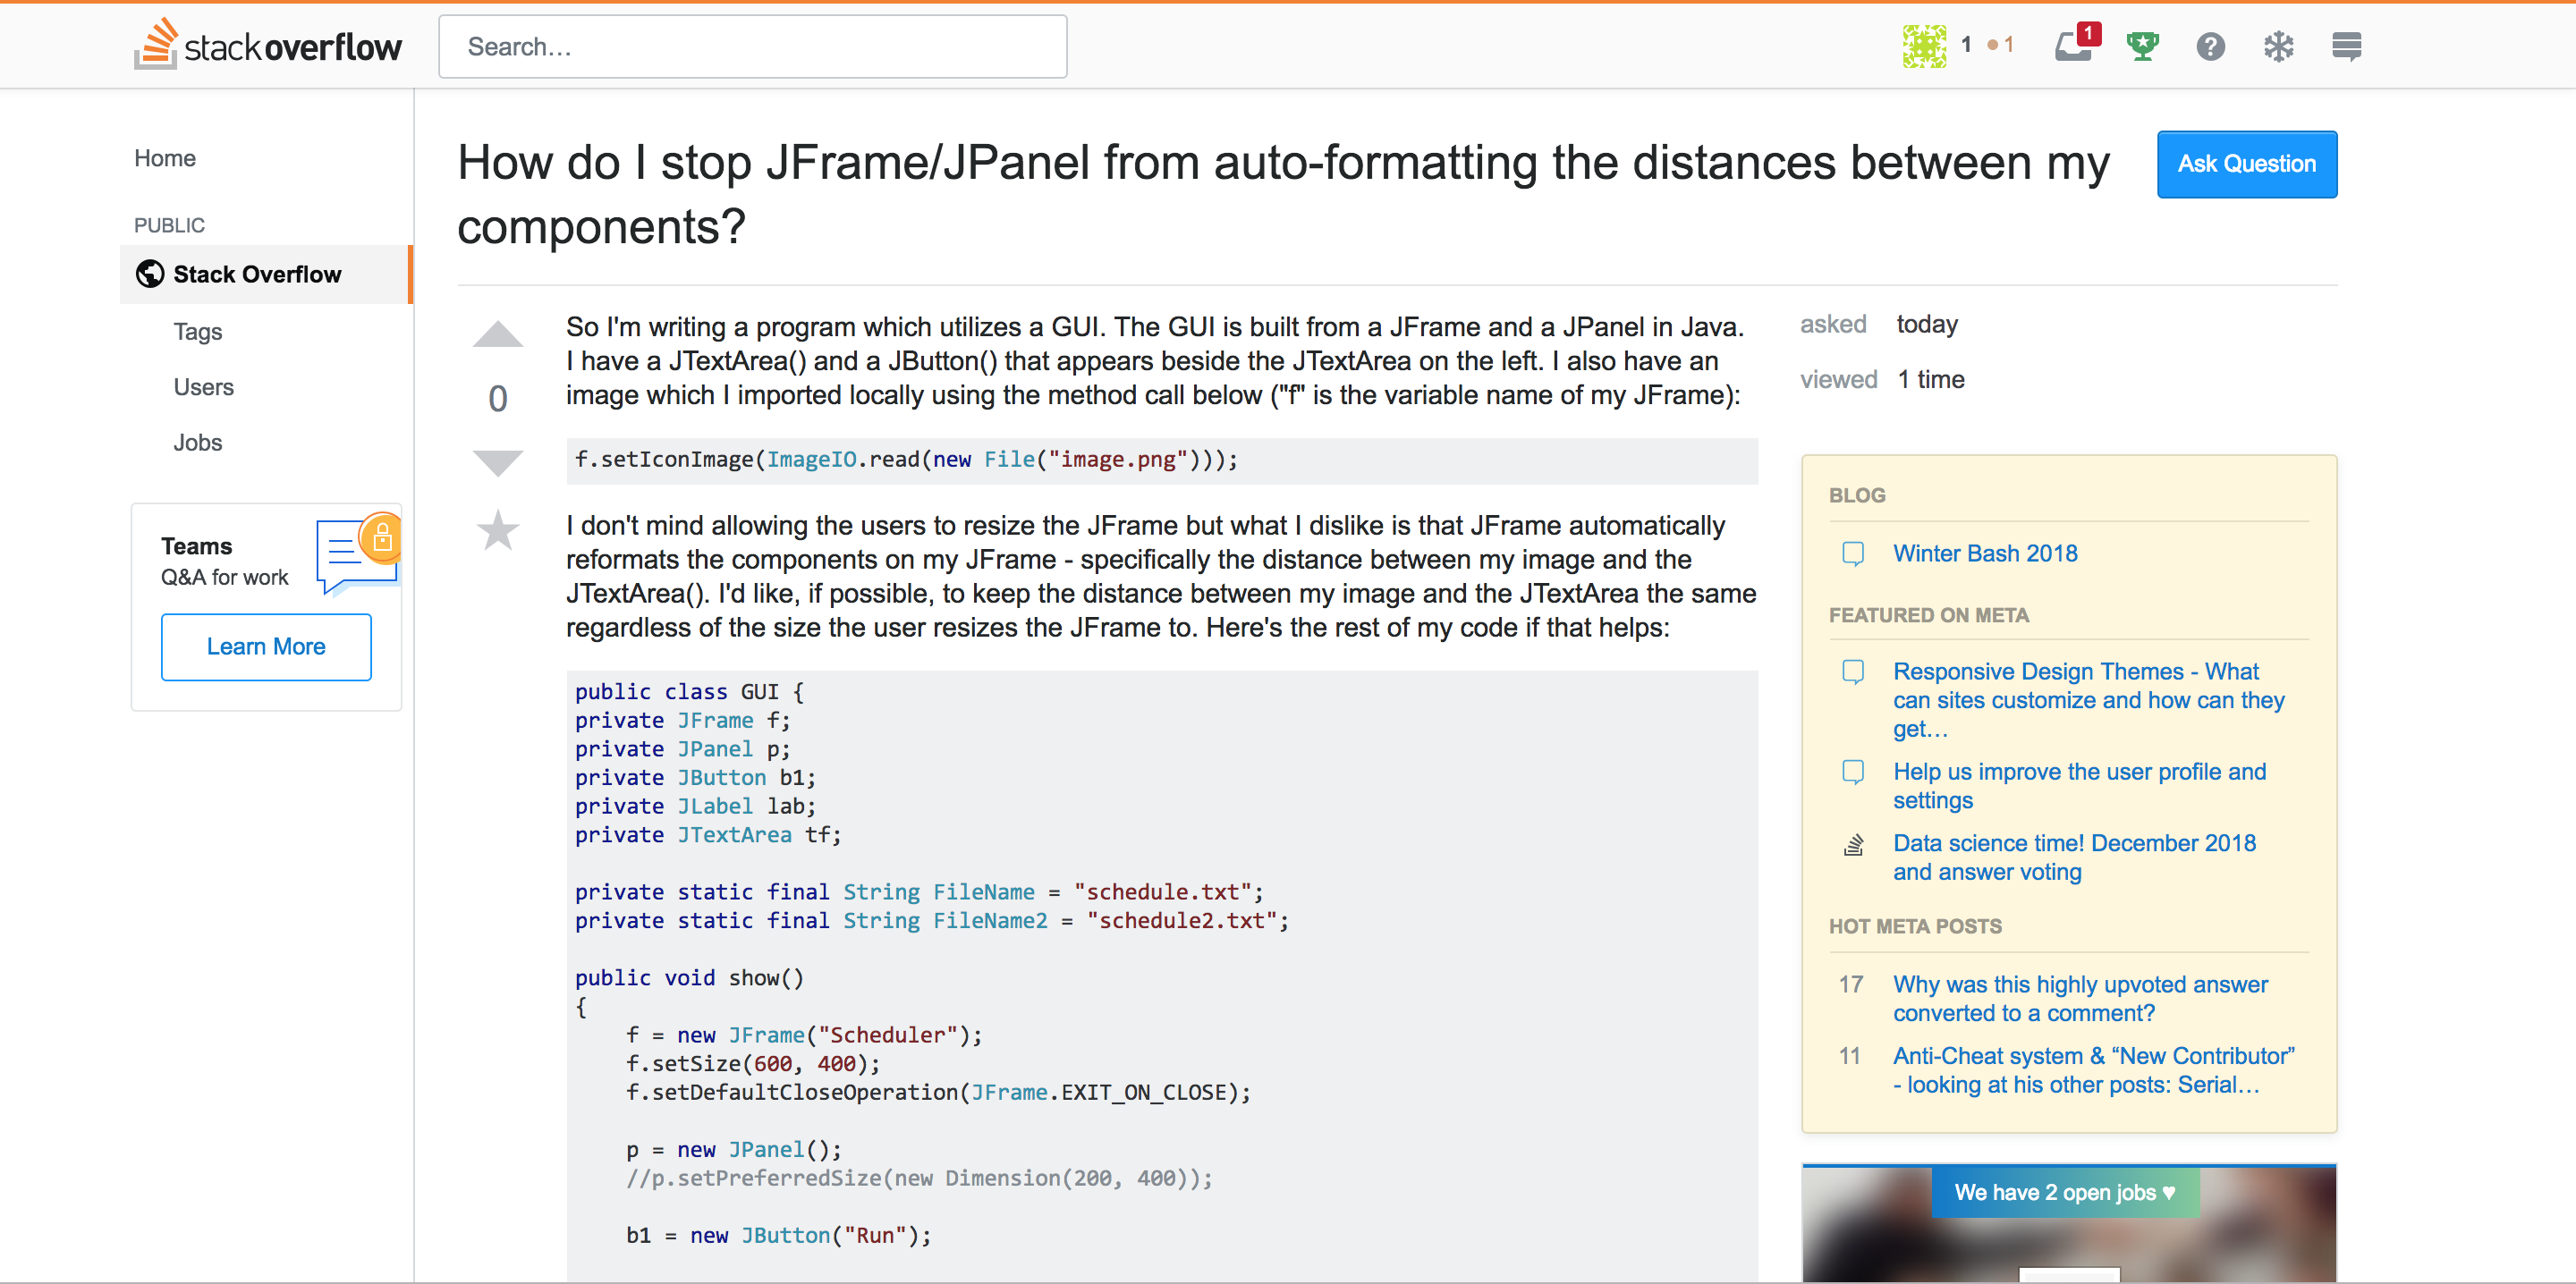 stackoverflow
Search…
1 1
1
Home
PUBLIC
Stack Overflow
Tags
Users
Jobs
Teams
Q&A for work
Learn More
How do I stop JFrame/JPanel from auto-formatting the distances between my
components?
Ask Question
0
So I'm writing a program which utilizes a GUI. The GUI is built from a JFrame and a JPanel in Java.
I have a JTextArea() and a JButton() that appears beside the JTextArea on the left. I also have an
image which I imported locally using the method call below ("f" is the variable name of my JFrame):
f.setIconImage(ImageIO.read(new File("image.png")));
I don't mind allowing the users to resize the JFrame but what I dislike is that JFrame automatically
reformats the components on my JFrame - specifically the distance between my image and the
JTextArea(). I'd like, if possible, to keep the distance between my image and the JTextArea the same
regardless of the size the user resizes the JFrame to. Here's the rest of my code if that helps:
public class GUI {
private JFrame f;
private JPanel p;
private JButton b1;
private JLabel lab;
private JTextArea tf;
private static final String FileName = "schedule.txt";
private static final String FileName2 = "schedule2.txt";
public void show()
{
    f = new JFrame("Scheduler");
    f.setSize(600, 400);
    f.setDefaultCloseOperation(JFrame.EXIT_ON_CLOSE);
    p = new JPanel();
    //p.setPreferredSize(new Dimension(200, 400));
    b1 = new JButton("Run");
asked today
viewed 1 time
BLOG
Winter Bash 2018
FEATURED ON META
Responsive Design Themes - What
can sites customize and how can they
get…
Help us improve the user profile and
settings
Data science time! December 2018
and answer voting
HOT META POSTS
17 Why was this highly upvoted answer
converted to a comment?
11 Anti-Cheat system & “New Contributor”
- looking at his other posts: Serial…
We have 2 open jobs ♥